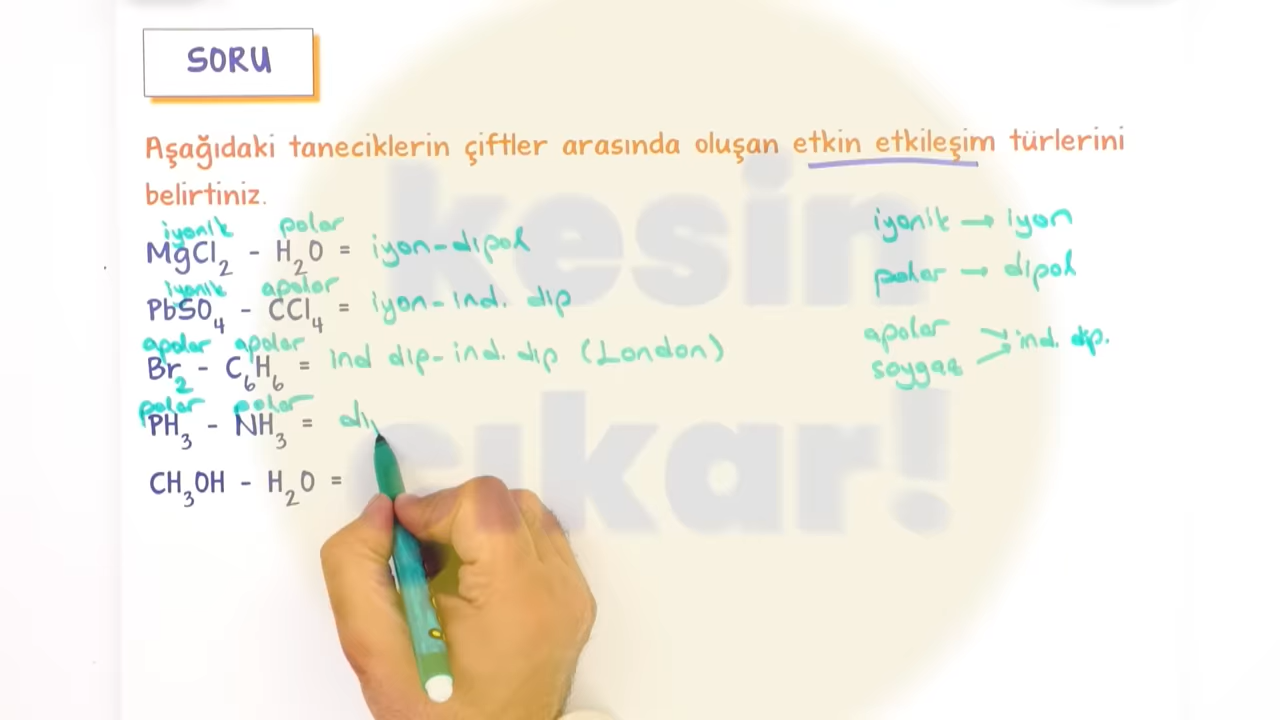 SORU
Aşağıdaki taneciklerin çiftler arasında oluşan etkin etkileşim türlerini
belirtiniz.
iyonik polar
MgCl2 - H2O = iyon-dipol
iyonik apolar
PbSO4 - CCl4 = iyon-ind. dip
apolar apolar
Br2 - C6H6 = ind dip-ind. dip (London)
polar polar
PH3 - NH3 = dip
CH3OH - H2O =
iyonik → iyon
polar → dipol
apolar
soygaz → ind. dip.
kesin
çıkar!